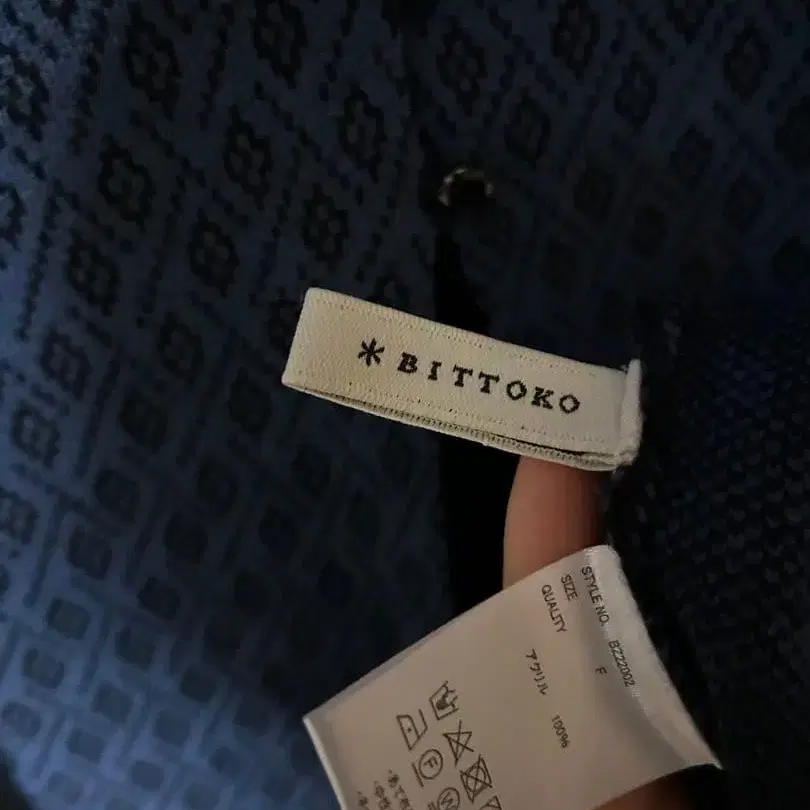 *BITTOKO
STYLE NO. BZ22002
SIZE F
QUALITY
アクリル 100%
F
W